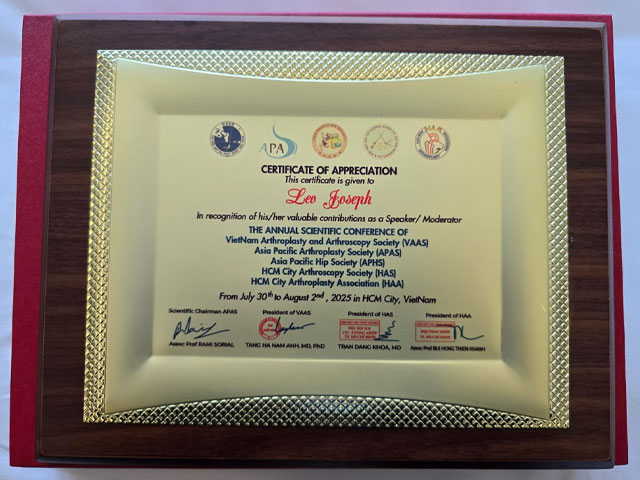 APA
CERTIFICATE OF APPRECIATION
This certificate is given to
Leo Joseph
In recognition of his/her valuable contributions as a Speaker/ Moderator
THE ANNUAL SCIENTIFIC CONFERENCE OF
VietNam Arthroplasty and Arthroscopy Society (VAAS)
Asia Pacific Arthroplasty Society (APAS)
Asia Pacific Hip Society (APHS)
HCM City Arthroscopy Society (HAS)
HCM City Arthroplasty Association (HAA)
From July 30th to August 2nd , 2025 in HCM City, VietNam
Scientific Chairman APAS President of VAAS President of HAS President of HAA
Assoc Prof RAMI SORIAL TANG HA NAM ANH, MD, PhD TRAN DANG KHOA, MD Assoc Prof BUI HONG THIEN KHANH